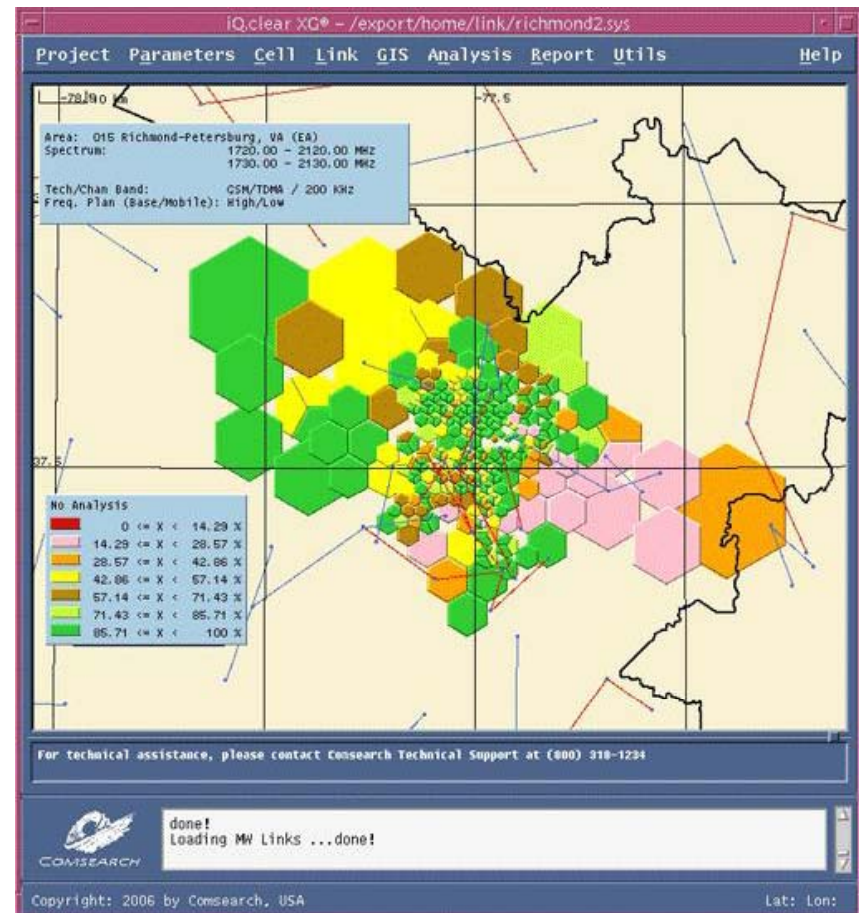 iQ.clear XG® – /export/home/link/richmond2.sys
Project Parameters Cell Link GIS Analysis Report Utils Help
-77.5
Area: 015 Richmond-Petersburg, VA (EA)
Spectrum: 1720.00 - 2120.00 MHz
1730.00 - 2130.00 MHz
Tech/Chan Band: GSM/TDMA / 200 KHz
Freq. Plan (Base/Mobile): High/Low
37.5
No Analysis
0 <= X < 14.29 %
14.29 <= X < 28.57 %
28.57 <= X < 42.86 %
42.86 <= X < 57.14 %
57.14 <= X < 71.43 %
71.43 <= X < 85.71 %
85.71 <= X < 100 %
For technical assistance, please contact Comsearch Technical Support at (800) 318-1234
done!
Loading MW Links ...done!
COMSEARCH
Copyright: 2006 by Comsearch, USA
Lat: Lon: